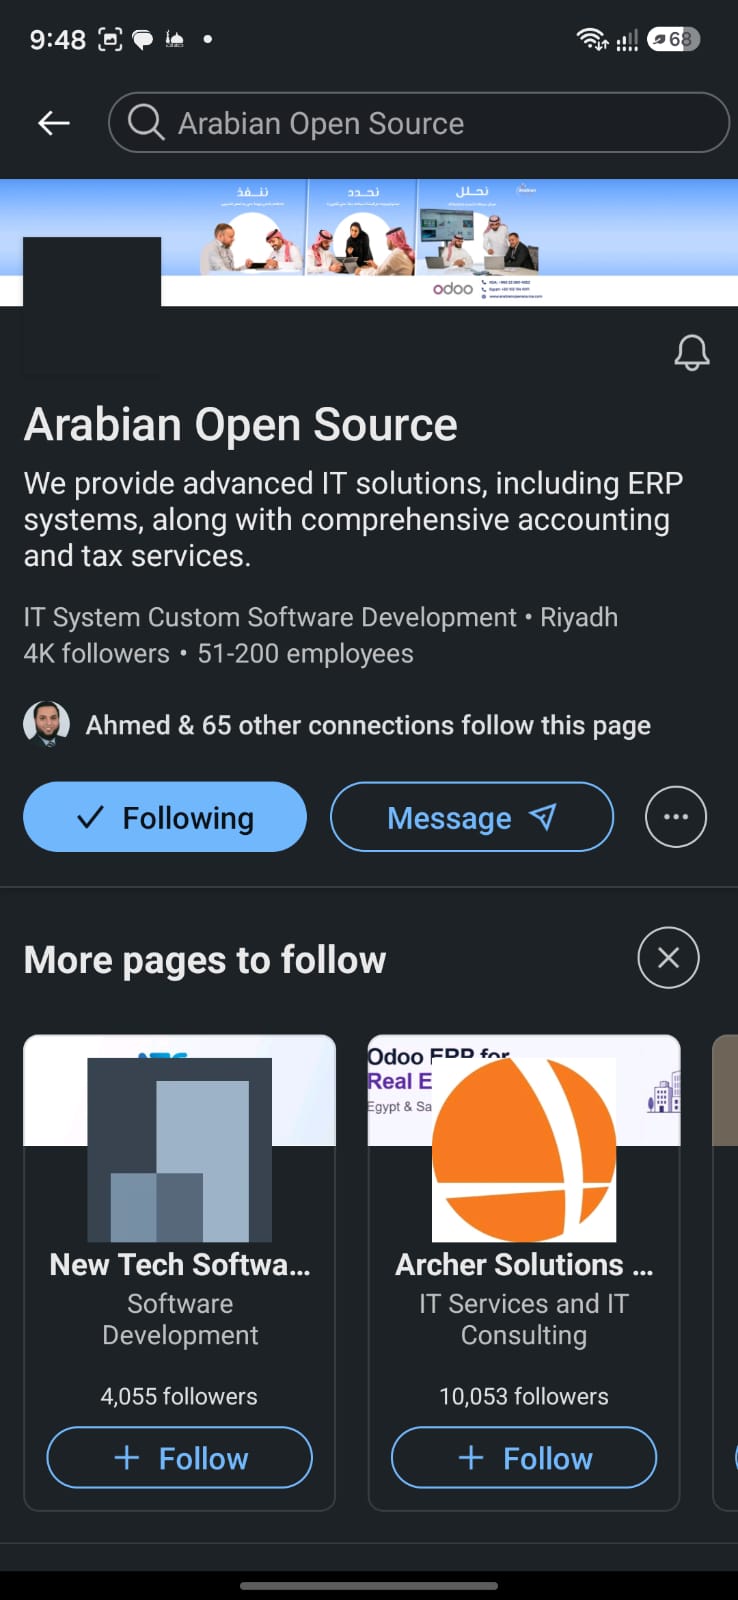 9:48
68
Arabian Open Source
نحلل
نحدد
ننفذ
odoo
Arabian Open Source
We provide advanced IT solutions, including ERP
systems, along with comprehensive accounting
and tax services.
IT System Custom Software Development • Riyadh
4K followers • 51-200 employees
Ahmed & 65 other connections follow this page
Following
Message
More pages to follow
Odoo ERP for
Real E
Egypt & Sa
New Tech Softwa...
Archer Solutions ...
Software
Development
IT Services and IT
Consulting
4,055 followers
10,053 followers
+ Follow
+ Follow